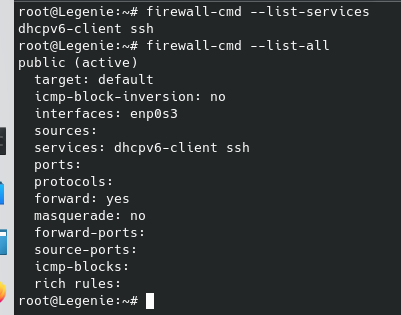 root@Legenie:~# firewall-cmd --list-services
dhcpv6-client ssh
root@Legenie:~# firewall-cmd --list-all
public (active)
  target: default
  icmp-block-inversion: no
  interfaces: enp0s3
  sources:
  services: dhcpv6-client ssh
  ports:
  protocols:
  forward: yes
  masquerade: no
  forward-ports:
  source-ports:
  icmp-blocks:
  rich rules:
root@Legenie:~#